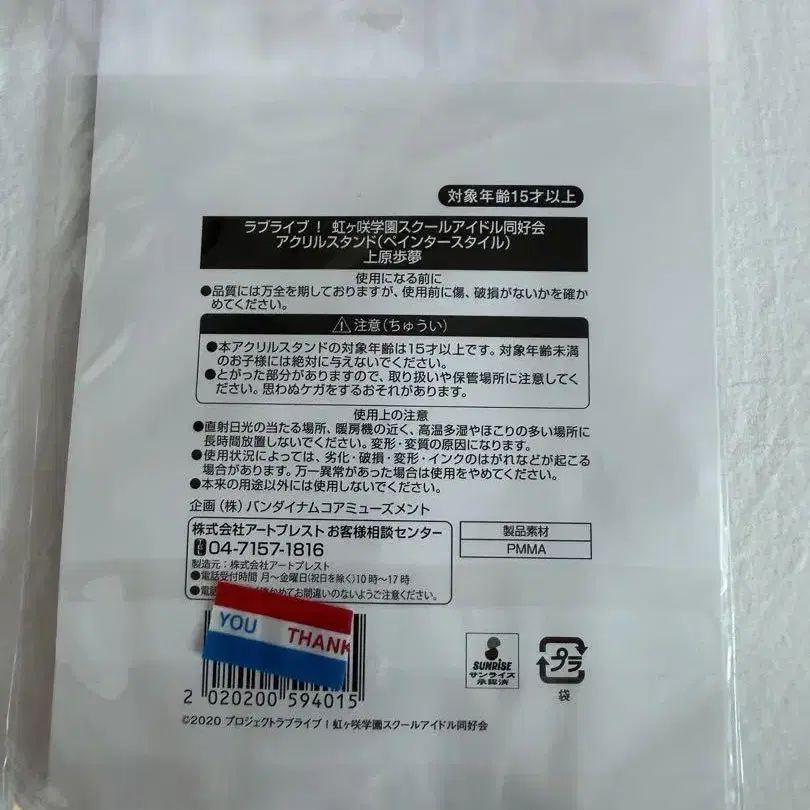 対象年齢15才以上
ラブライブ！ 虹ヶ咲学園スクールアイドル同好会
アクリルスタンド(ペインタースタイル)
上原歩夢
使用になる前に
●品質には万全を期しておりますが、使用前に傷、破損がないかを確か
めてください。
⚠注意(ちゅうい)
●本アクリルスタンドの対象年齢は15才以上です。対象年齢未満
のお子様には絶対に与えないでください。
●とがった部分がありますので、取り扱いや保管場所に注意してく
ださい。思わぬケガをするおそれがあります。
使用上の注意
●直射日光の当たる場所、暖房機の近く、高温多湿やほこりの多い場所に
長時間放置しないでください。変形・変質の原因になります。
●使用状況によっては、劣化・破損・変形・インクのはがれなどが起こる
場合があります。万一異常があった場合は使用をやめてください。
●本来の用途以外には使用しないでください。
企画(株)バンダイナムコアミューズメント
株式会社アートプレスト お客様相談センター
04-7157-1816
製造元：株式会社アートプレスト
●電話受付時間 月～金曜日(祝日を除く)10時～17時
かめてお間違いのないようご注意ください。
製品素材
PMMA
YOU THANK
2 020200 594015
SUNRISE
サンライズ
承認済
プラ
袋
©2020 プロジェクトラブライブ！虹ヶ咲学園スクールアイドル同好会